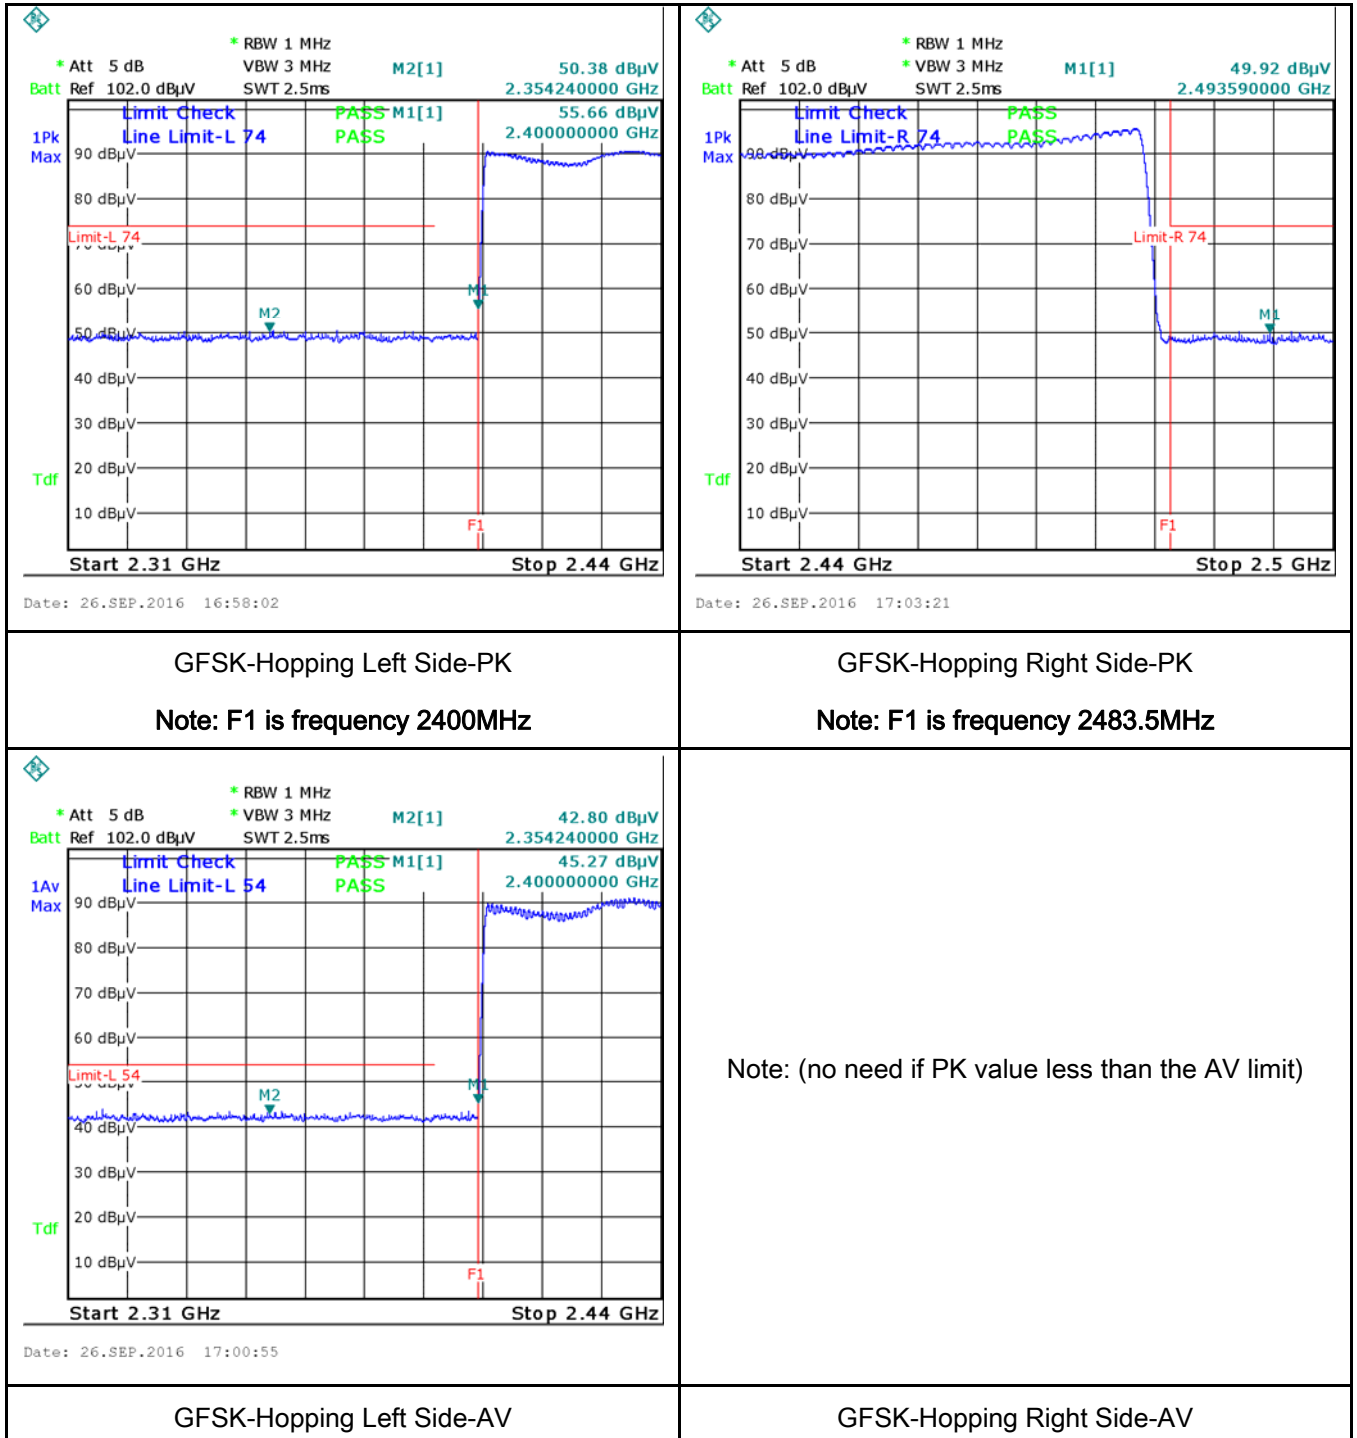 * RBW 1 MHz
* Att 5 dB VBW 3 MHz M2[1] 50.38 dBµV
Batt Ref 102.0 dBµV SWT 2.5ms 2.354240000 GHz
Limit Check PASS M1[1] 55.66 dBµV
1Pk Line Limit-L 74 PASS 2.400000000 GHz
Max 90 dBµV
80 dBµV
Limit-L 74
70 dBµV
60 dBµV M1
M2
50 dBµV
40 dBµV
30 dBµV
Tdf 20 dBµV
10 dBµV
F1
Start 2.31 GHz Stop 2.44 GHz
Date: 26.SEP.2016 16:58:02
* RBW 1 MHz
* Att 5 dB * VBW 3 MHz M1[1] 49.92 dBµV
Batt Ref 102.0 dBµV SWT 2.5ms 2.493590000 GHz
Limit Check PASS
1Pk Line Limit-R 74 PASS
Max 90 dBµV
80 dBµV
70 dBµV Limit-R 74
60 dBµV
M1
50 dBµV
40 dBµV
30 dBµV
Tdf 20 dBµV
10 dBµV
F1
Start 2.44 GHz Stop 2.5 GHz
Date: 26.SEP.2016 17:03:21
GFSK-Hopping Left Side-PK
Note: F1 is frequency 2400MHz
GFSK-Hopping Right Side-PK
Note: F1 is frequency 2483.5MHz
* RBW 1 MHz
* Att 5 dB * VBW 3 MHz M2[1] 42.80 dBµV
Batt Ref 102.0 dBµV SWT 2.5ms 2.354240000 GHz
Limit Check PASS M1[1] 45.27 dBµV
1Av Line Limit-L 54 PASS 2.400000000 GHz
Max 90 dBµV
80 dBµV
70 dBµV
60 dBµV
Limit-L 54
50 dBµV M1
M2
40 dBµV
30 dBµV
Tdf 20 dBµV
10 dBµV
F1
Start 2.31 GHz Stop 2.44 GHz
Date: 26.SEP.2016 17:00:55
Note: (no need if PK value less than the AV limit)
GFSK-Hopping Left Side-AV
GFSK-Hopping Right Side-AV